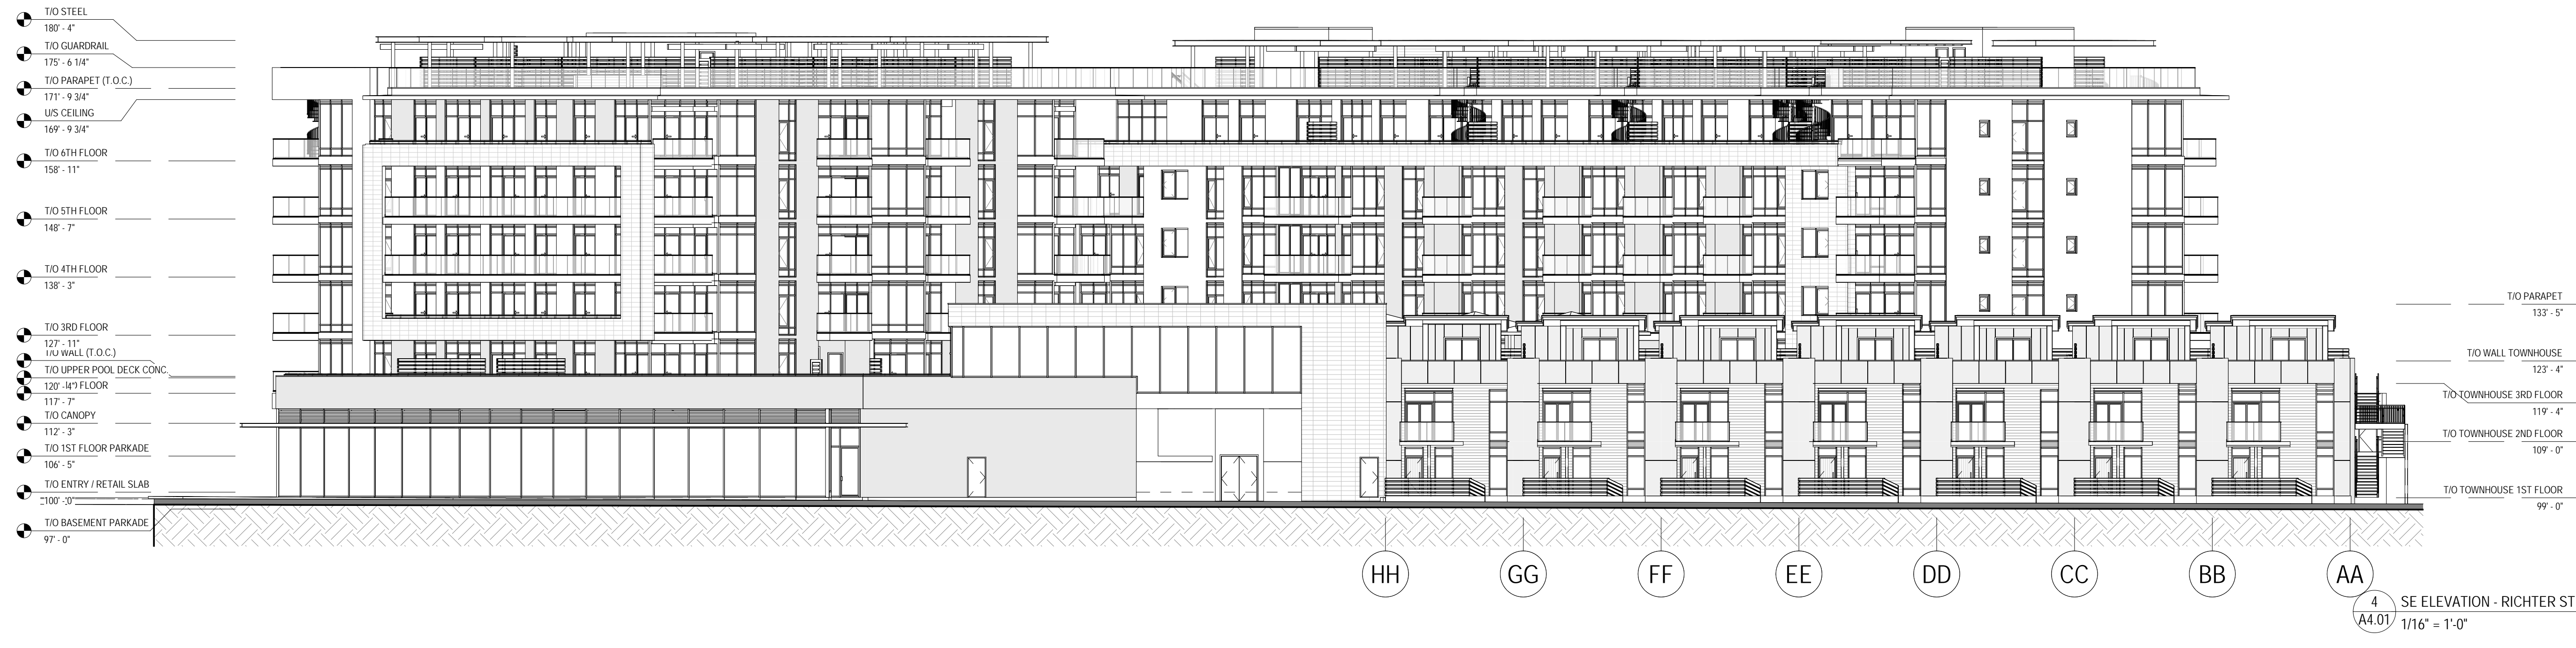 T/O STEEL
180' - 4"
T/O GUARDRAIL
175' - 6 1/4"
T/O PARAPET (T.O.C.)
171' - 9 3/4"
U/S CEILING
169' - 9 3/4"
T/O 6TH FLOOR
158' - 11"
T/O 5TH FLOOR
148' - 7"
T/O 4TH FLOOR
138' - 3"
T/O 3RD FLOOR
127' - 11"
T/O WALL (T.O.C.)
T/O UPPER POOL DECK CONC.
120' -
FLOOR
117' - 7"
T/O CANOPY
112' - 3"
T/O 1ST FLOOR PARKADE
106' - 5"
T/O ENTRY / RETAIL SLAB
100' - 0"
T/O BASEMENT PARKADE
97' - 0"
T/O PARAPET
133' - 5"
T/O WALL TOWNHOUSE
123' - 4"
T/O TOWNHOUSE 3RD FLOOR
119' - 4"
T/O TOWNHOUSE 2ND FLOOR
109' - 0"
T/O TOWNHOUSE 1ST FLOOR
99' - 0"
HH GG FF EE DD CC BB AA
4
A4.01
SE ELEVATION - RICHTER ST
1/16" = 1'-0"